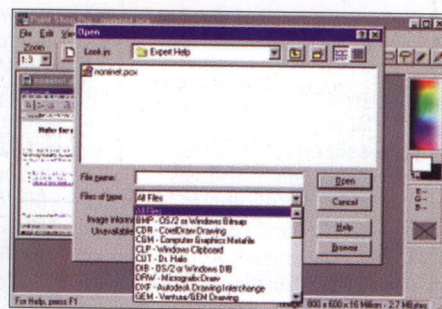 Paint Shop Pro - nominet.pcx
File Edit
Zoom
1:3
Open
Look in: Expert Help
nominet.pcx
File name:
Files of type: All Files
Open
Cancel
Help
Browse
Image inform
Unavailable
All Files
BMP - OS/2 or Windows Bitmap
CDR - CorelDraw Drawing
CGM - Computer Graphics Metafile
CLP - Windows Clipboard
CUT - Dr. Halo
DIB - OS/2 or Windows DIB
DRW - Micrografx Draw
DXF - Autodesk Drawing Interchange
GEM - Ventura/GEM Drawing
For Help, press F1
Image: 800 x 600 x 16 Million - 2.7 MBytes